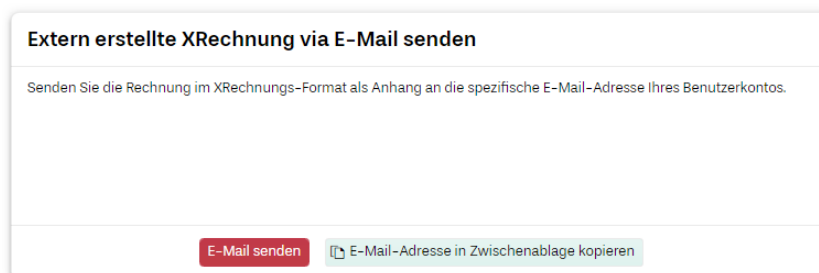 Extern erstellte XRechnung via E-Mail senden
Senden Sie die Rechnung im XRechnungs-Format als Anhang an die spezifische E-Mail-Adresse Ihres Benutzerkontos.
E-Mail senden
E-Mail-Adresse in Zwischenablage kopieren